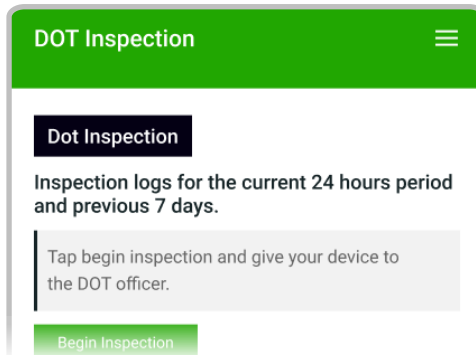 DOT Inspection
Dot Inspection
Inspection logs for the current 24 hours period
and previous 7 days.
Tap begin inspection and give your device to
the DOT officer.
Begin Inspection